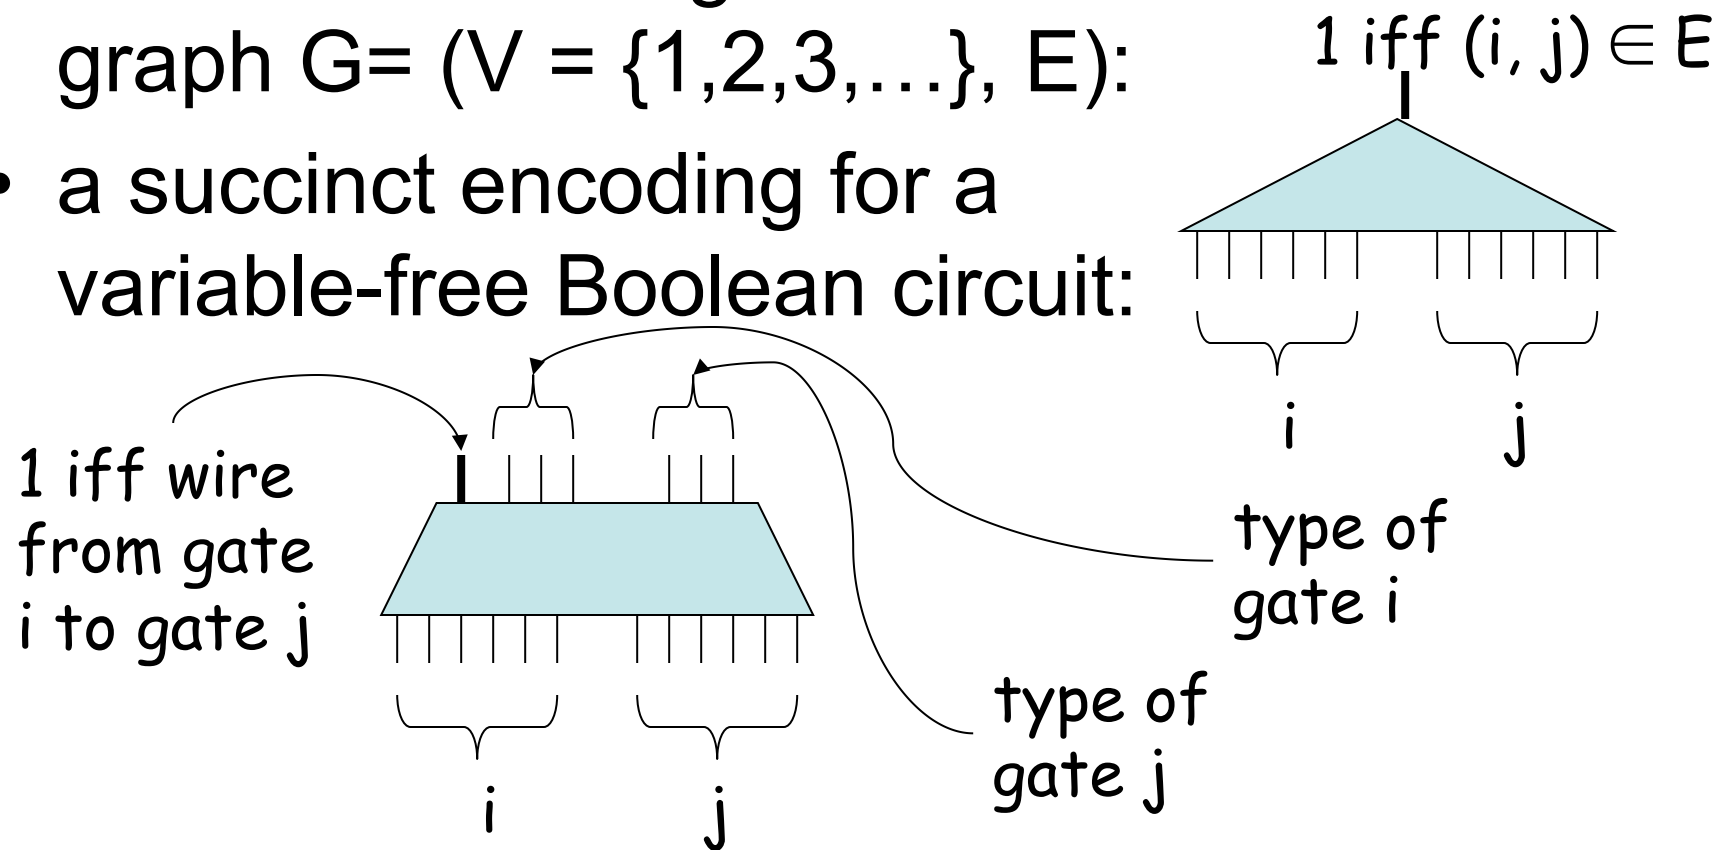 graph G= (V = {1,2,3,…}, E):
1 iff (i, j) ∈ E
• a succinct encoding for a
variable-free Boolean circuit:
i
j
1 iff wire
from gate
i to gate j
type of
gate i
type of
gate j
i
j